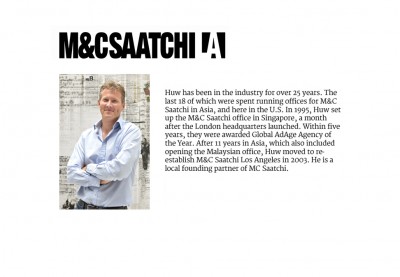 M&CSAATCHI LA
Huw has been in the industry for over 25 years. The
last 18 of which were spent running offices for M&C
Saatchi in Asia, and here in the U.S. In 1995, Huw set
up the M&C Saatchi office in Singapore, a month
after the London headquarters launched. Within five
years, they were awarded Global AdAge Agency of
the Year. After 11 years in Asia, which also included
opening the Malaysian office, Huw moved to re-
establish M&C Saatchi Los Angeles in 2003. He is a
local founding partner of MC Saatchi.